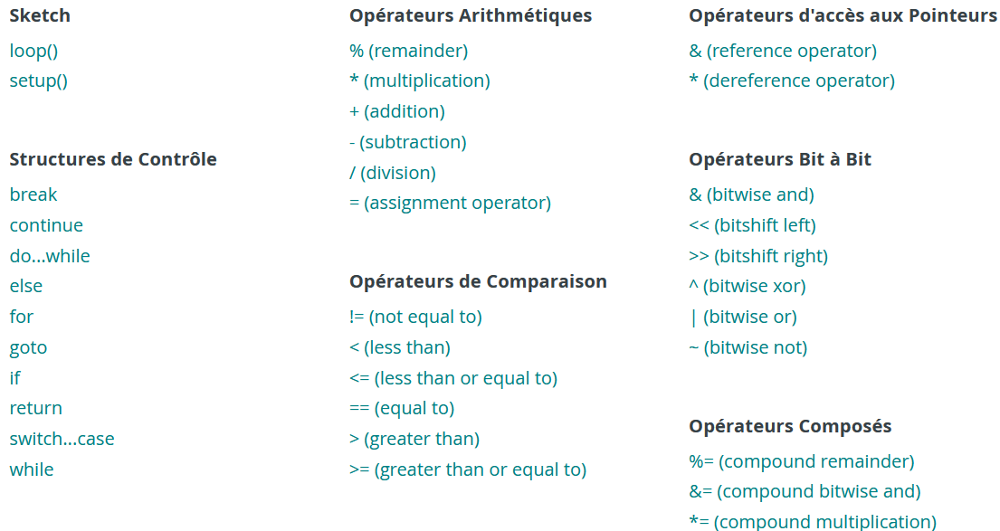 Sketch
loop()
setup()
Structures de Contrôle
break
continue
do...while
else
for
goto
if
return
switch...case
while
Opérateurs Arithmétiques
% (remainder)
* (multiplication)
+ (addition)
- (subtraction)
/ (division)
= (assignment operator)
Opérateurs de Comparaison
!= (not equal to)
< (less than)
<= (less than or equal to)
== (equal to)
> (greater than)
>= (greater than or equal to)
Opérateurs d'accès aux Pointeurs
& (reference operator)
* (dereference operator)
Opérateurs Bit à Bit
& (bitwise and)
<< (bitshift left)
>> (bitshift right)
^ (bitwise xor)
| (bitwise or)
~ (bitwise not)
Opérateurs Composés
%= (compound remainder)
&= (compound bitwise and)
*= (compound multiplication)